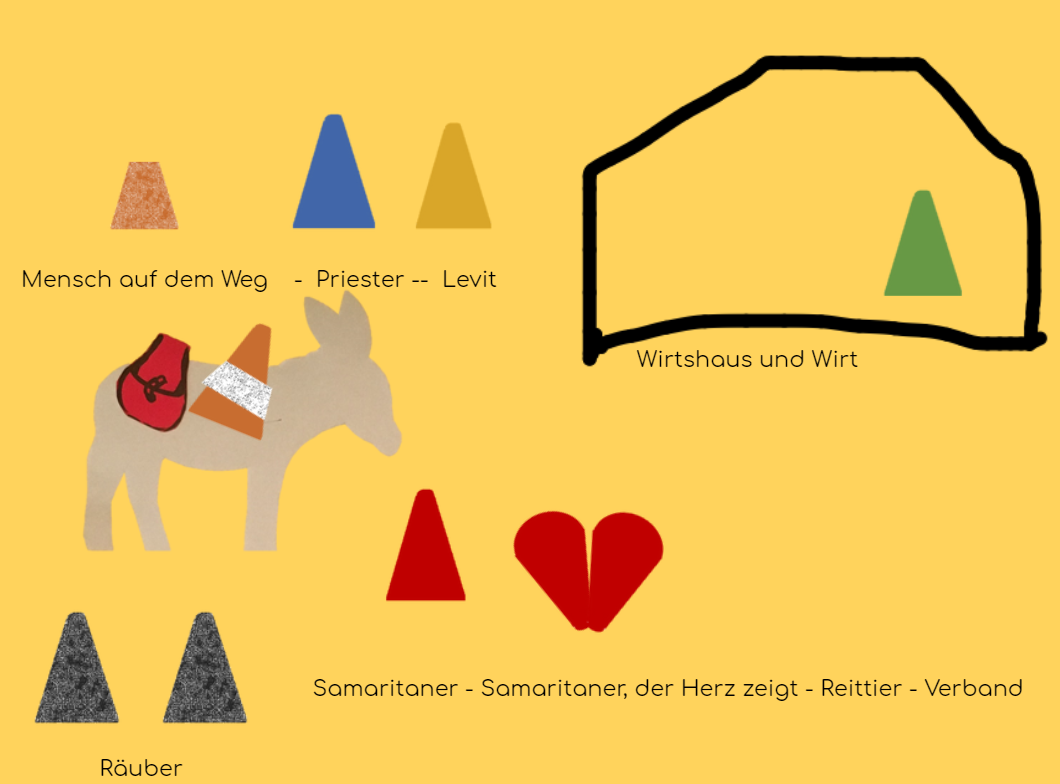 Mensch auf dem Weg - Priester -- Levit
Wirtshaus und Wirt
Samaritaner - Samaritaner, der Herz zeigt - Reittier - Verband
Räuber